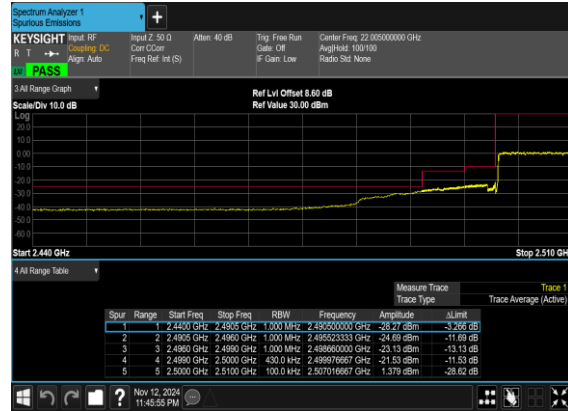 Spectrum Analyzer 1
Spurious Emissions
KEYSIGHT Input: RF Input Z: 50 Ω Atten: 40 dB Trig: Free Run Center Freq: 22.005000000 GHz
R T Coupling: DC Corr CCorr Gate: Off Avg|Hold: 100/100
Align: Auto Freq Ref: Int (S) IF Gain: Low Radio Std: None
PASS
3 All Range Graph
Ref Lvl Offset 8.60 dB
Scale/Div 10.0 dB Ref Value 30.00 dBm
Log
20.0
10.0
0.00
-10.0
-20.0
-30.0
-40.0
-50.0
-60.0
Start 2.440 GHz Stop 2.510 GH
4 All Range Table
Measure Trace Trace 1
Trace Type Trace Average (Active)
Spur Range Start Freq Stop Freq RBW Frequency Amplitude ΔLimit
1 1 2.4400 GHz 2.4905 GHz 1.000 MHz 2.490500000 GHz -28.27 dBm -3.266 dB
2 2 2.4905 GHz 2.4960 GHz 1.000 MHz 2.495523333 GHz -24.69 dBm -11.69 dB
3 3 2.4960 GHz 2.4990 GHz 1.000 MHz 2.498660000 GHz -23.13 dBm -13.13 dB
4 4 2.4990 GHz 2.5000 GHz 430.0 kHz 2.499976667 GHz -21.53 dBm -11.53 dB
5 5 2.5000 GHz 2.5100 GHz 100.0 kHz 2.507016667 GHz 1.379 dBm -28.62 dB
Nov 12, 2024
11:45:55 PM